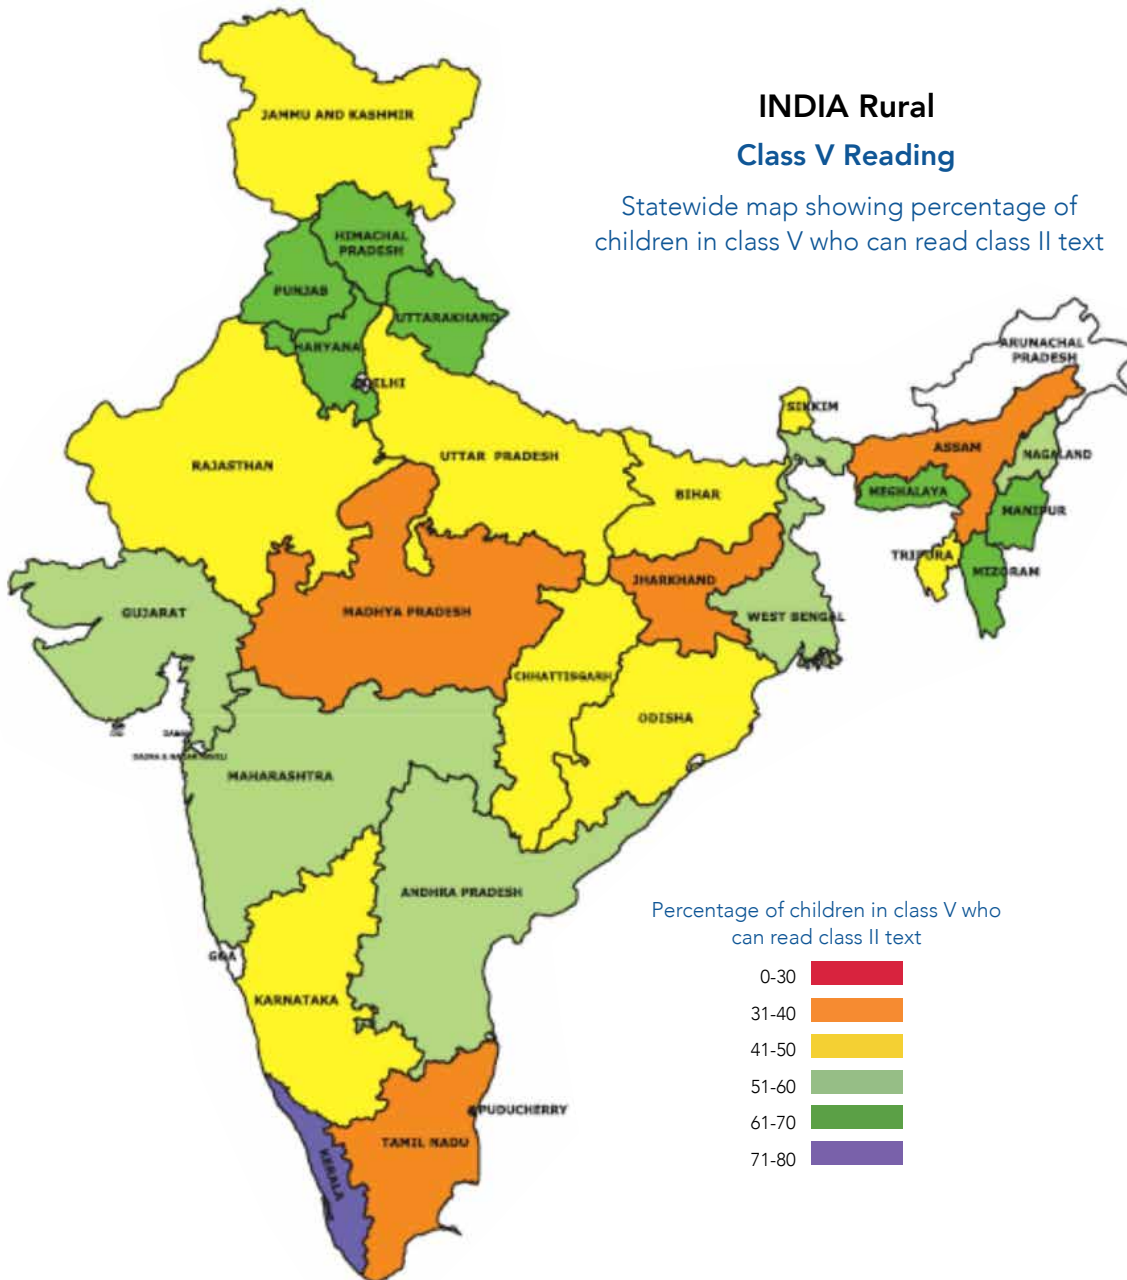 INDIA Rural
Class V Reading
Statewide map showing percentage of
children in class V who can read class II text
JAMMU AND KASHMIR
HIMACHAL
PRADESH
PUNJAB
UTTARAKHAND
HARYANA
DELHI
ARUNACHAL
PRADESH
SIKKIM
RAJASTHAN
UTTAR PRADESH
ASSAM
NAGALAND
BIHAR
MEGHALAYA
MANIPUR
TRIPURA
MIZORAM
JHARKHAND
GUJARAT
MADHYA PRADESH
WEST BENGAL
CHHATTISGARH
ODISHA
MAHARASHTRA
ANDHRA PRADESH
GOA
KARNATAKA
PUDUCHERRY
TAMIL NADU
KERALA
Percentage of children in class V who
can read class II text
0-30
31-40
41-50
51-60
61-70
71-80